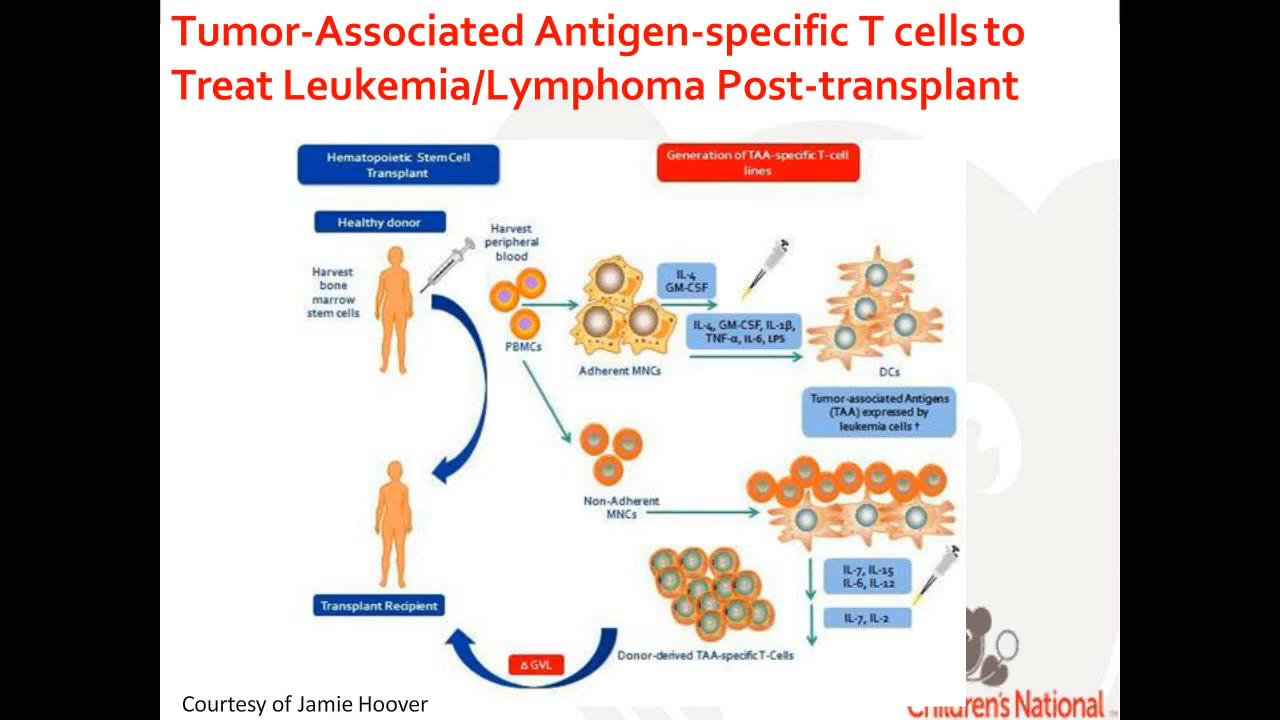 Tumor-Associated Antigen-specific T cells to
Treat Leukemia/Lymphoma Post-transplant
Hematopoietic Stem Cell
Transplant
Generation of TAA-specific T-cell
lines
Healthy donor
Harvest
peripheral
blood
Harvest
bone
marrow
stem cells
IL-4
GM-CSF
IL-4, GM-CSF, IL-1β,
TNF-α, IL-6, LPS
PBMCs
Adherent MNCs
DCs
Tumor-associated Antigens
(TAA) expressed by
leukemia cells †
Non-Adherent
MNCs
IL-7, IL-15
IL-6, IL-12
IL-7, IL-2
Transplant Recipient
Donor-derived TAA-specific T-Cells
Δ GVL
Courtesy of Jamie Hoover
Children's National
TM